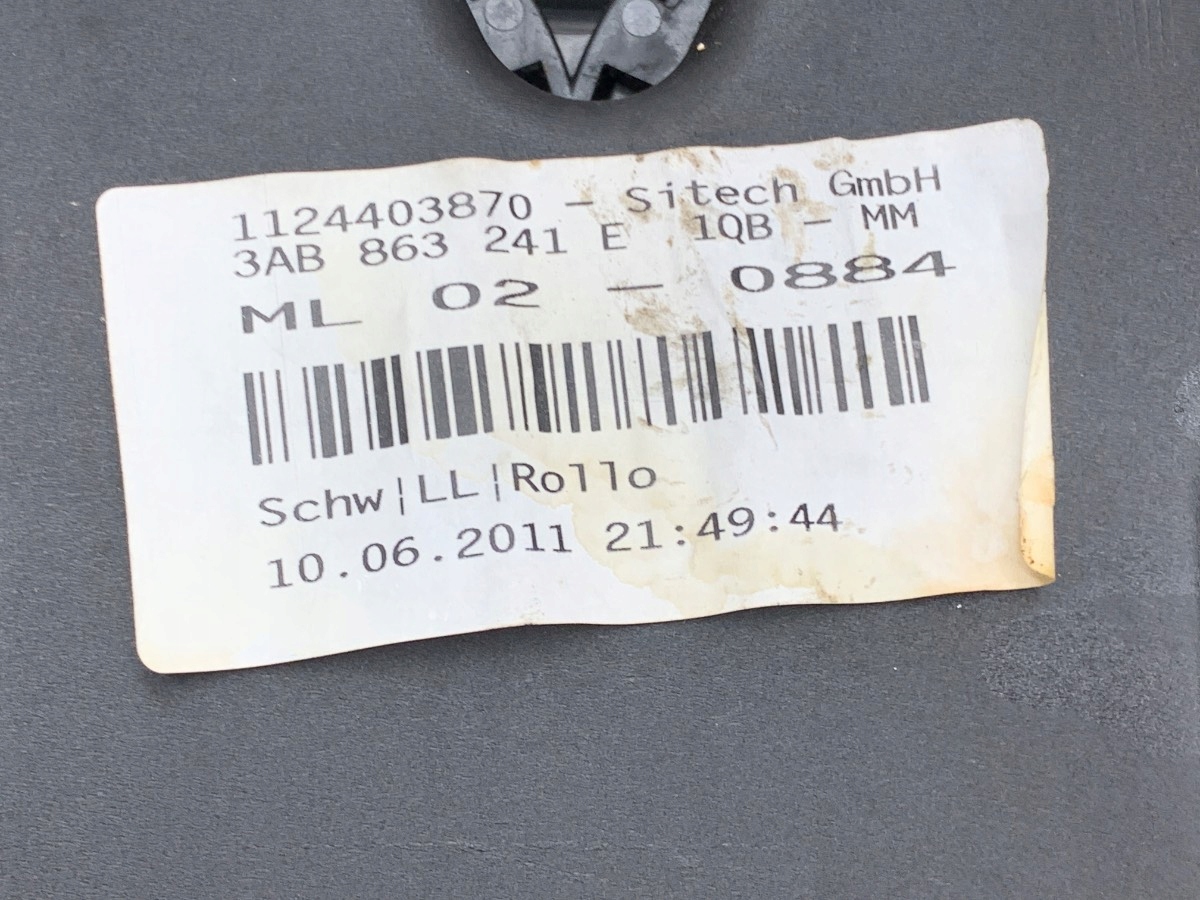 1124403870 - Sitech GmbH
3AB 863 241 E 1QB - MM
ML 02 - 0884
Schw|LL|Rollo
10.06.2011 21:49:44